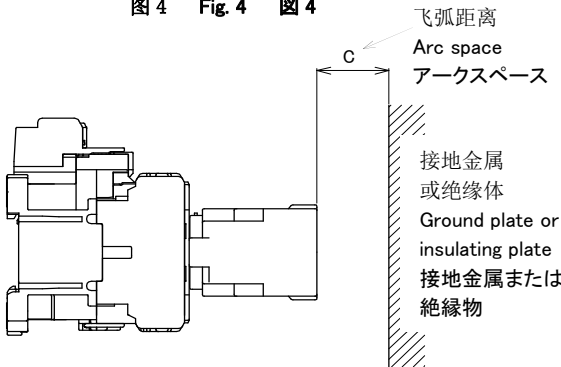 图 4 Fig. 4 図 4
飞弧距离
Arc space
アークスペース
C
接地金属
或绝缘体
Ground plate or
insulating plate
接地金属または
絶縁物